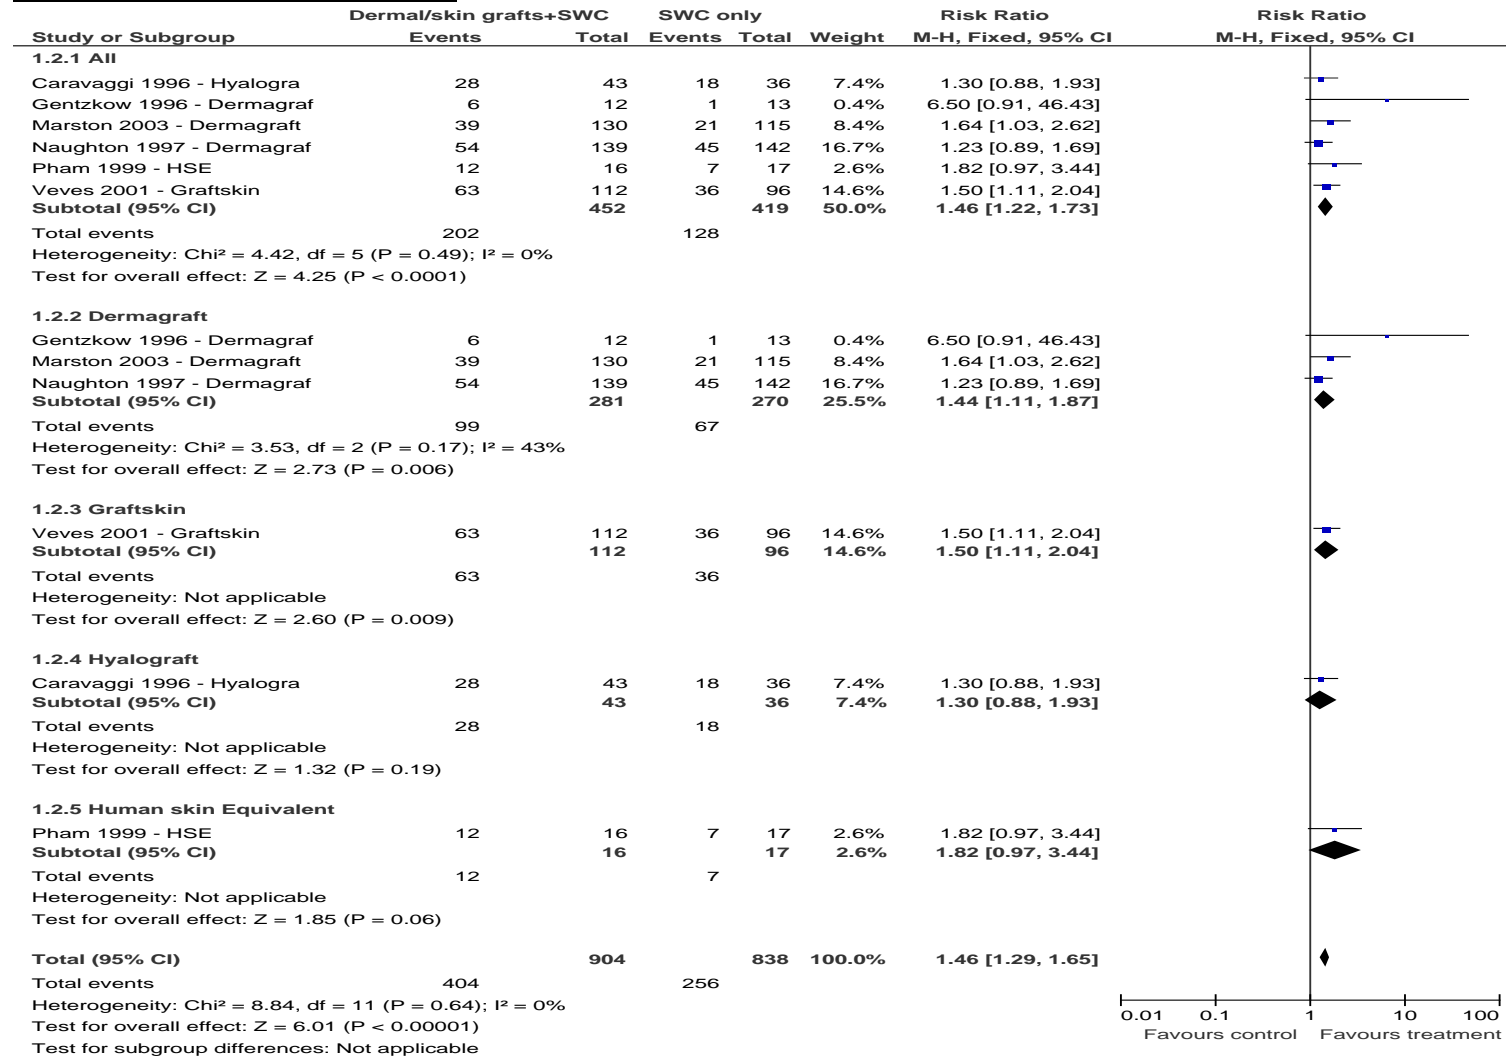 Dermal/skin grafts+SWC SWC only Risk Ratio Risk Ratio
Study or Subgroup Events Total Events Total Weight M-H, Fixed, 95% CI M-H, Fixed, 95% CI
1.2.1 All
Caravaggi 1996 - Hyalogra 28 43 18 36 7.4% 1.30 [0.88, 1.93]
Gentzkow 1996 - Dermagraf 6 12 1 13 0.4% 6.50 [0.91, 46.43]
Marston 2003 - Dermagraft 39 130 21 115 8.4% 1.64 [1.03, 2.62]
Naughton 1997 - Dermagraf 54 139 45 142 16.7% 1.23 [0.89, 1.69]
Pham 1999 - HSE 12 16 7 17 2.6% 1.82 [0.97, 3.44]
Veves 2001 - Graftskin 63 112 36 96 14.6% 1.50 [1.11, 2.04]
Subtotal (95% CI) 452 419 50.0% 1.46 [1.22, 1.73]
Total events 202 128
Heterogeneity: Chi² = 4.42, df = 5 (P = 0.49); I² = 0%
Test for overall effect: Z = 4.25 (P < 0.0001)
1.2.2 Dermagraft
Gentzkow 1996 - Dermagraf 6 12 1 13 0.4% 6.50 [0.91, 46.43]
Marston 2003 - Dermagraft 39 130 21 115 8.4% 1.64 [1.03, 2.62]
Naughton 1997 - Dermagraf 54 139 45 142 16.7% 1.23 [0.89, 1.69]
Subtotal (95% CI) 281 270 25.5% 1.44 [1.11, 1.87]
Total events 99 67
Heterogeneity: Chi² = 3.53, df = 2 (P = 0.17); I² = 43%
Test for overall effect: Z = 2.73 (P = 0.006)
1.2.3 Graftskin
Veves 2001 - Graftskin 63 112 36 96 14.6% 1.50 [1.11, 2.04]
Subtotal (95% CI) 112 96 14.6% 1.50 [1.11, 2.04]
Total events 63 36
Heterogeneity: Not applicable
Test for overall effect: Z = 2.60 (P = 0.009)
1.2.4 Hyalograft
Caravaggi 1996 - Hyalogra 28 43 18 36 7.4% 1.30 [0.88, 1.93]
Subtotal (95% CI) 43 36 7.4% 1.30 [0.88, 1.93]
Total events 28 18
Heterogeneity: Not applicable
Test for overall effect: Z = 1.32 (P = 0.19)
1.2.5 Human skin Equivalent
Pham 1999 - HSE 12 16 7 17 2.6% 1.82 [0.97, 3.44]
Subtotal (95% CI) 16 17 2.6% 1.82 [0.97, 3.44]
Total events 12 7
Heterogeneity: Not applicable
Test for overall effect: Z = 1.85 (P = 0.06)
Total (95% CI) 904 838 100.0% 1.46 [1.29, 1.65]
Total events 404 256
Heterogeneity: Chi² = 8.84, df = 11 (P = 0.64); I² = 0%
Test for overall effect: Z = 6.01 (P < 0.00001)
Test for subgroup differences: Not applicable
0.01 0.1 1 10 100
Favours control Favours treatment